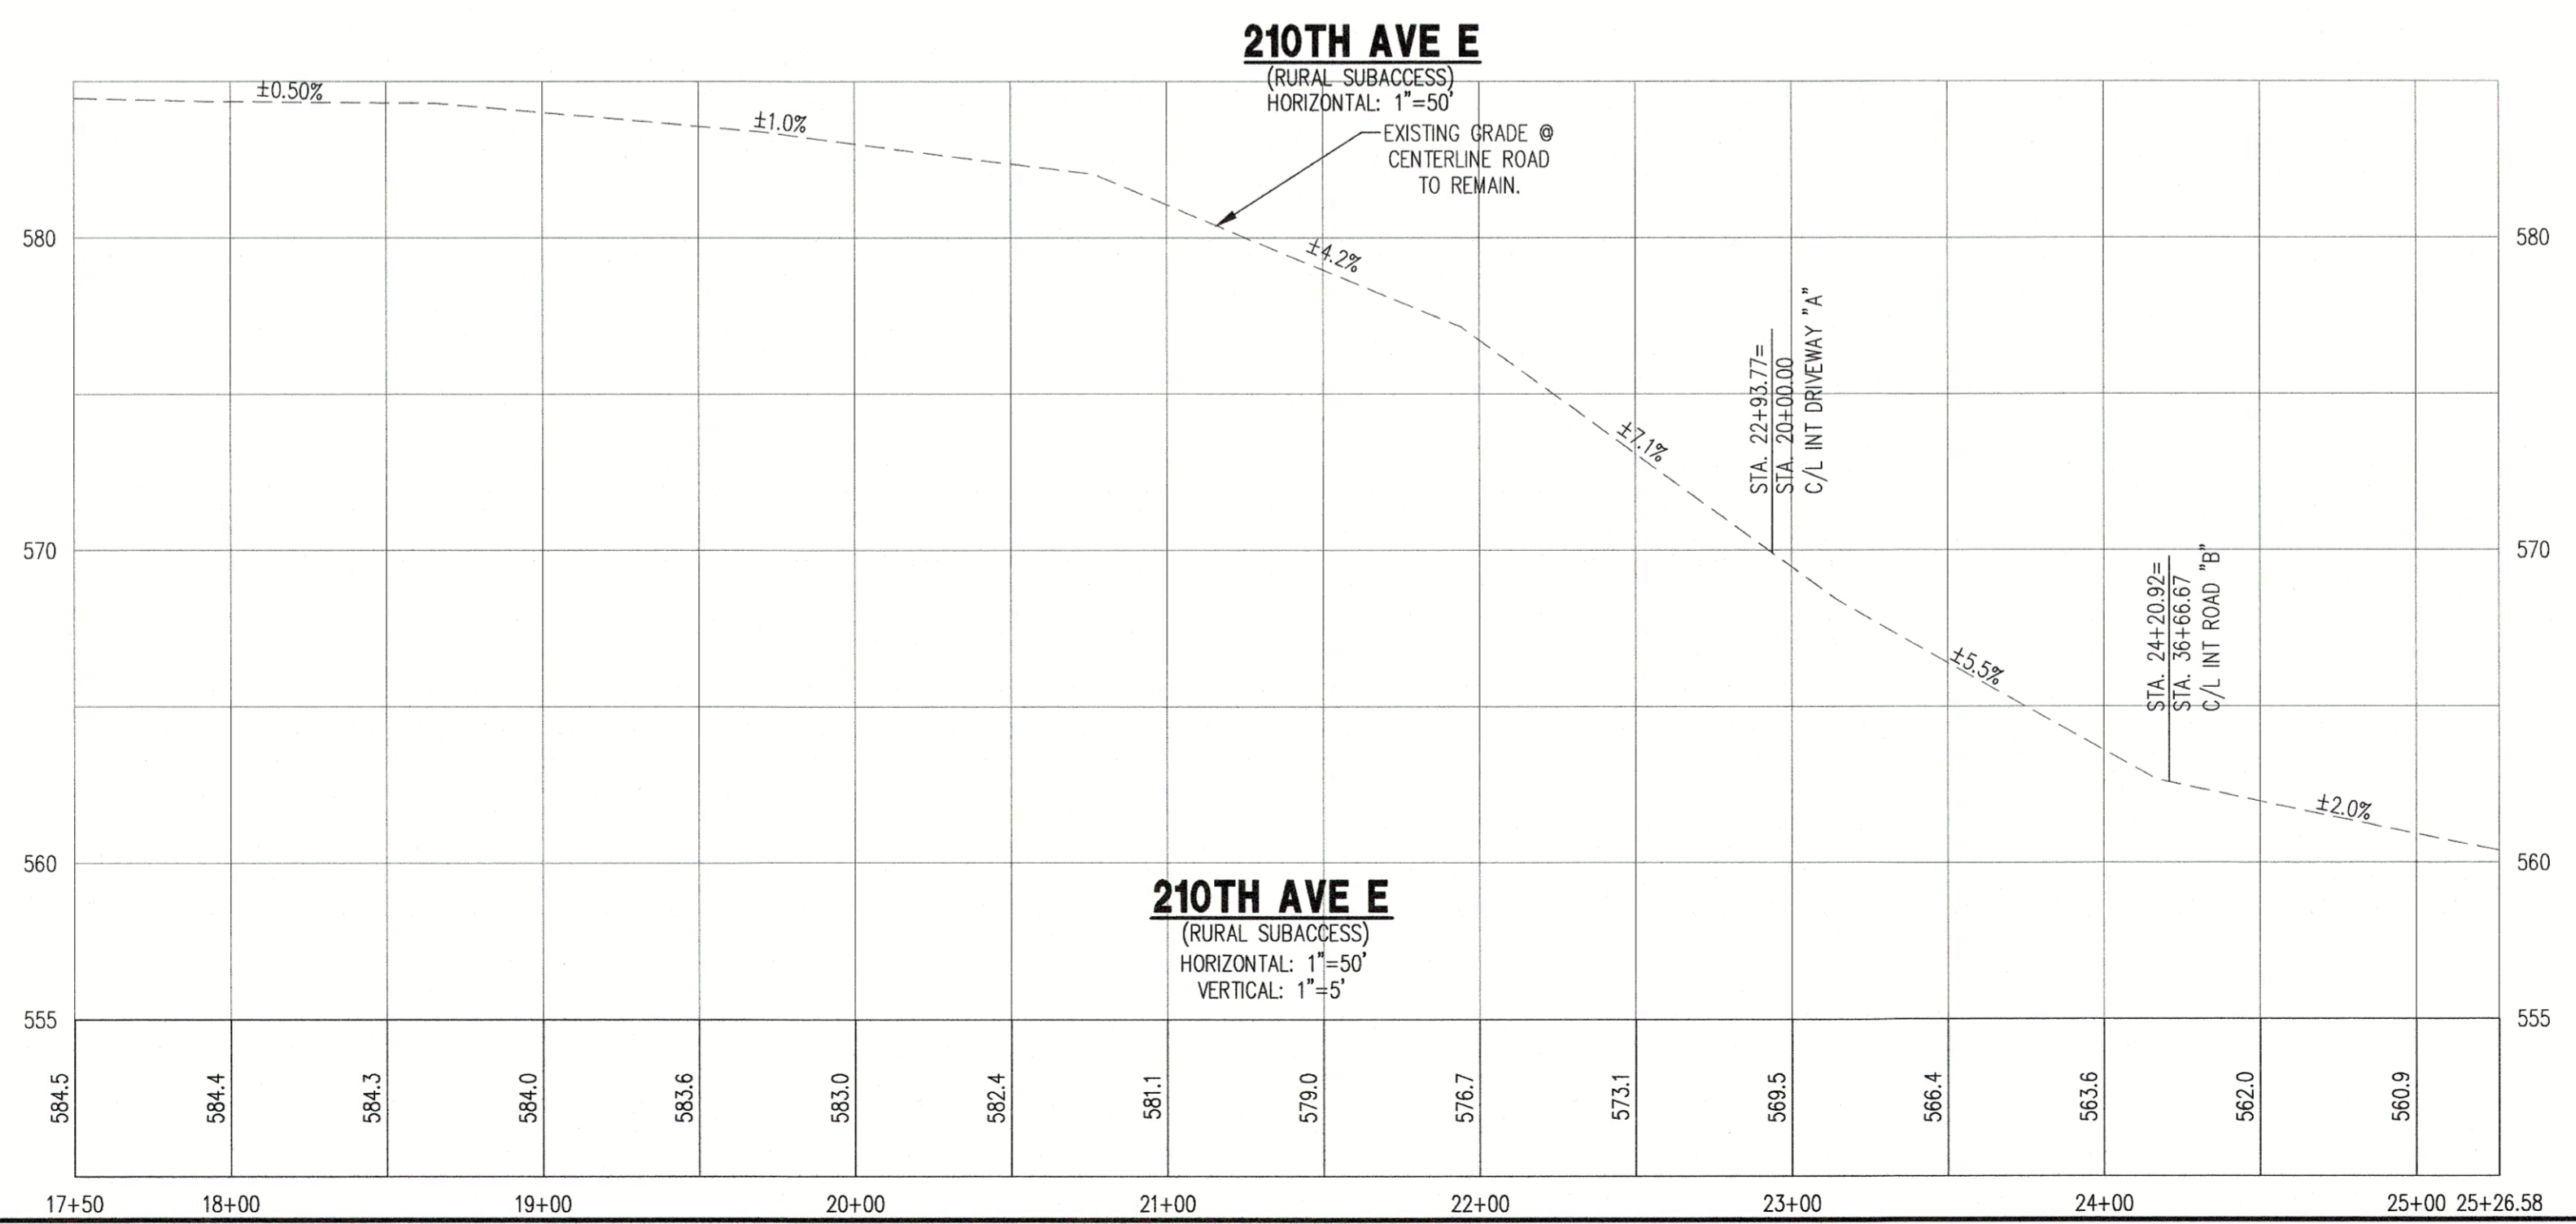 210TH AVE E
(RURAL SUBACCESS)
HORIZONTAL: 1"=50'
±0.50%
±1.0%
EXISTING GRADE @
CENTERLINE ROAD
TO REMAIN.
580
580
±4.2%
STA. 22+93.77=
STA. 20+00.00
C/L INT DRIVEWAY "A"
±7.1%
570
570
STA. 24+20.92=
STA. 36+66.67
C/L INT ROAD "B"
±5.5%
±2.0%
560
560
210TH AVE E
(RURAL SUBACCESS)
HORIZONTAL: 1"=50'
VERTICAL: 1"=5'
555
555
584.5
584.4
584.3
584.0
583.6
583.0
582.4
581.1
579.0
576.7
573.1
569.5
566.4
563.6
562.0
560.9
17+50
18+00
19+00
20+00
21+00
22+00
23+00
24+00
25+00
25+26.58